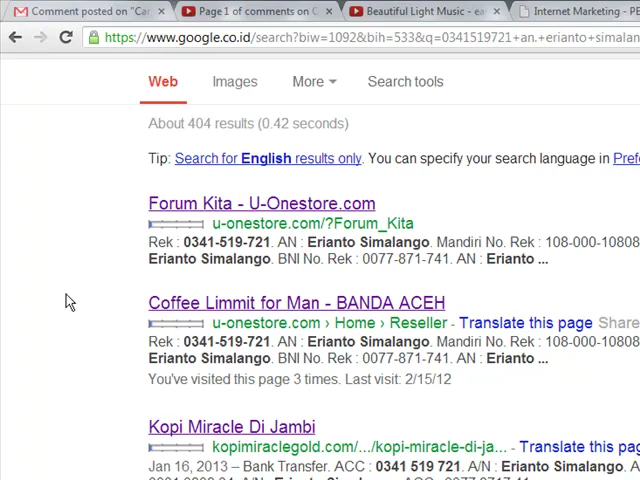 Comment posted on "Car × Page 1 of comments on C × Beautiful Light Music - ea × Internet Marketing - PE
https://www.google.co.id/search?biw=1092&bih=533&q=0341519721+an.+erianto+simalan
Web Images More Search tools
About 404 results (0.42 seconds)
Tip: Search for English results only. You can specify your search language in Prefe
Forum Kita - U-Onestore.com
u-onestore.com/?Forum_Kita
Rek : 0341-519-721. AN : Erianto Simalango. Mandiri No. Rek : 108-000-10808
Erianto Simalango. BNI No. Rek : 0077-871-741. AN : Erianto ...
Coffee Limmit for Man - BANDA ACEH
u-onestore.com › Home › Reseller - Translate this page Share
Rek : 0341-519-721. AN : Erianto Simalango. Mandiri No. Rek : 108-000-10808
Erianto Simalango. BNI No. Rek : 0077-871-741. AN : Erianto ...
You've visited this page 3 times. Last visit: 2/15/12
Kopi Miracle Di Jambi
kopimiraclegold.com/.../kopi-miracle-di-ja... - Translate this pag
Jan 16, 2013 – Bank Transfer. ACC : 0341 519 721. A/N : Erianto Simalango